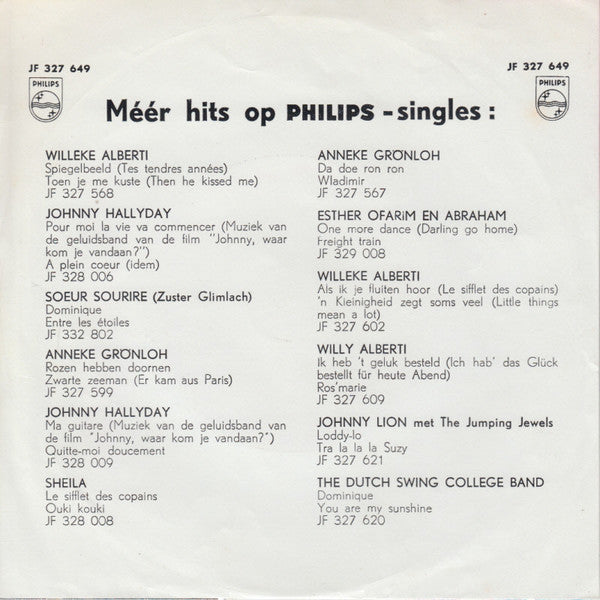 JF 327 649
JF 327 649
PHILIPS
PHILIPS
Méér hits op PHILIPS - singles :
WILLEKE ALBERTI
Spiegelbeeld (Tes tendres années)
Toen je me kuste (Then he kissed me)
JF 327 568
JOHNNY HALLYDAY
Pour moi la vie va commencer (Muziek van
de geluidsband van de film "Johnny, waar
kom je vandaan?")
A plein coeur (idem)
JF 328 006
SOEUR SOURIRE (Zuster Glimlach)
Dominique
Entre les étoiles
JF 332 802
ANNEKE GRÖNLOH
Rozen hebben doornen
Zwarte zeeman (Er kam aus Paris)
JF 327 599
JOHNNY HALLYDAY
Ma guitare (Muziek van de geluidsband van
de film "Johnny, waar kom je vandaan?")
Quitte-moi doucement
JF 328 009
SHEILA
Le sifflet des copains
Ouki kouki
JF 328 008
ANNEKE GRÖNLOH
Da doe ron ron
Wladimir
JF 327 567
ESTHER OFARiM EN ABRAHAM
One more dance (Darling go home)
Freight train
JF 329 008
WILLEKE ALBERTI
Als ik je fluiten hoor (Le sifflet des copains)
'n Kieinigheid zegt soms veel (Little things
mean a lot)
JF 327 602
WILLY ALBERTI
Ik heb 't geluk besteld (Ich hab' das Glück
bestellt für heute Abend)
Ros'marie
JF 327 609
JOHNNY LION met The Jumping Jewels
Loddy-lo
Tra la la la Suzy
JF 327 621
THE DUTCH SWING COLLEGE BAND
Dominique
You are my sunshine
JF 327 620